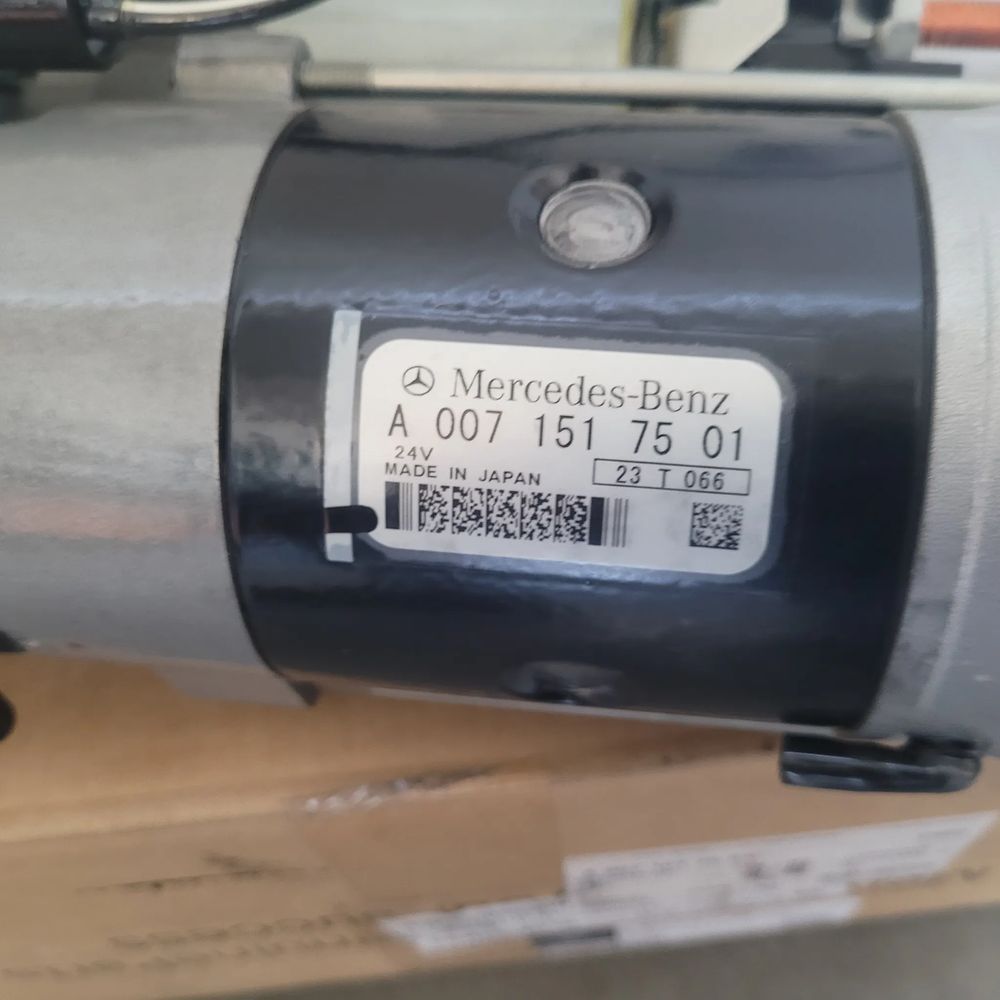 Mercedes-Benz
A 007 151 75 01
24V
MADE IN JAPAN
23 T 066